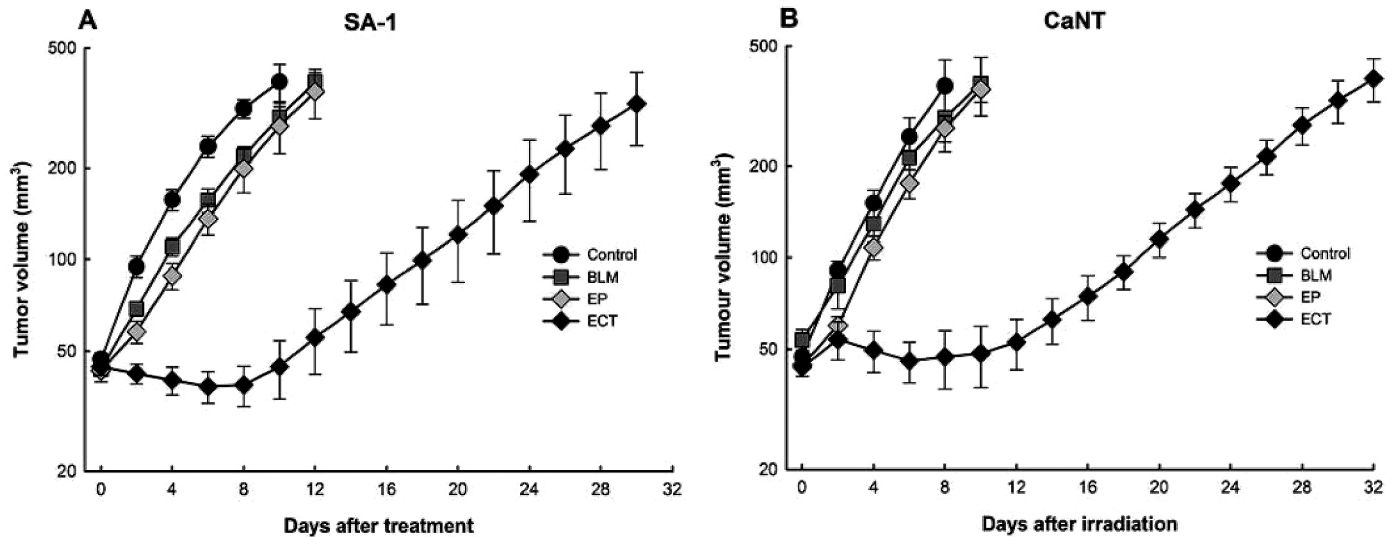 A
SA-1
500
200
100
50
20
Tumor volume (mm³)
Control
BLM
EP
ECT
0 4 8 12 16 20 24 28 32
Days after treatment
B
CaNT
500
200
100
50
20
Tumour volume (mm³)
Control
BLM
EP
ECT
0 4 8 12 16 20 24 28 32
Days after irradiation